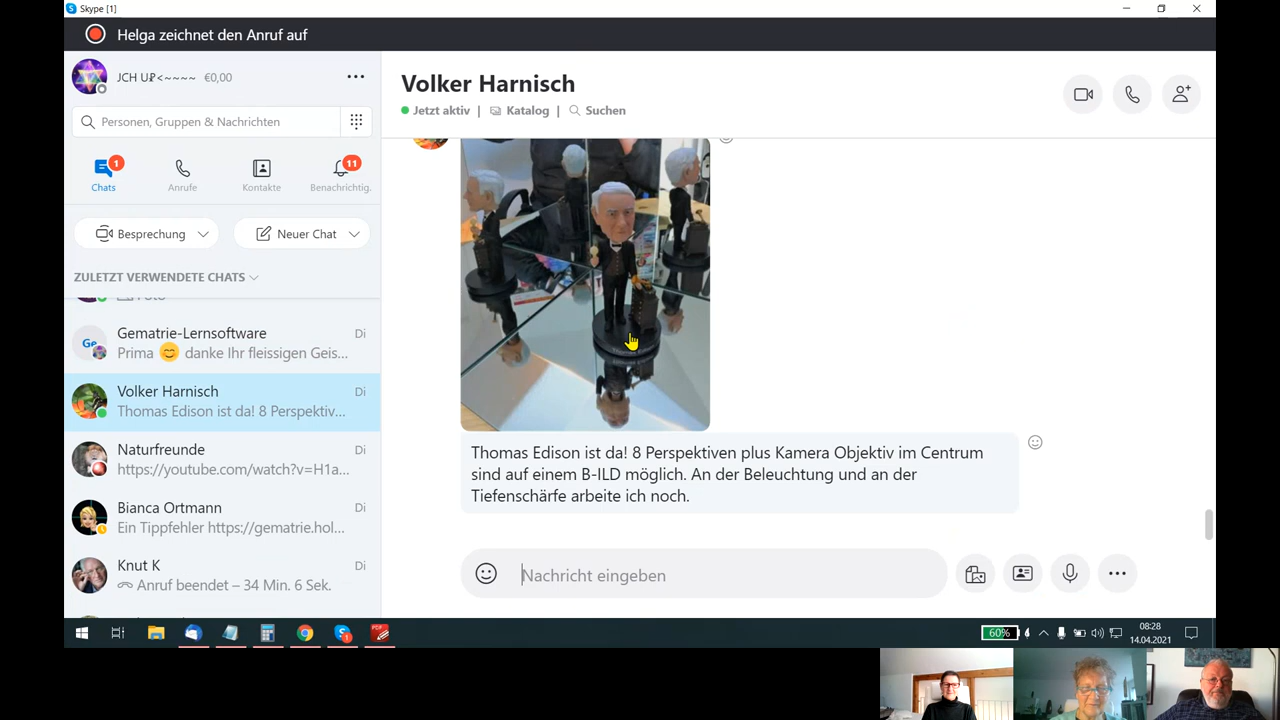 Skype [1]
Helga zeichnet den Anruf auf
€0,00
Personen, Gruppen & Nachrichten
1
11
Chats
Anrufe
Kontakte
Benachrichtig.
Besprechung
Neuer Chat
ZULETZT VERWENDETE CHATS
Gematrie-Lernsoftware
Di
Ge
Prima 😊 danke Ihr fleissigen Geis...
Volker Harnisch
Di
Thomas Edison ist da! 8 Perspektiv...
Naturfreunde
Di
https://youtube.com/watch?v=H1a...
Bianca Ortmann
Di
Ein Tippfehler https://gematrie.hol...
Knut K
Di
Anruf beendet – 34 Min. 6 Sek.
Volker Harnisch
Jetzt aktiv | Katalog | Suchen
Thomas Edison ist da! 8 Perspektiven plus Kamera Objektiv im Centrum
sind auf einem B-ILD möglich. An der Beleuchtung und an der
Tiefenschärfe arbeite ich noch.
Nachricht eingeben
60%
08:28
14.04.2021